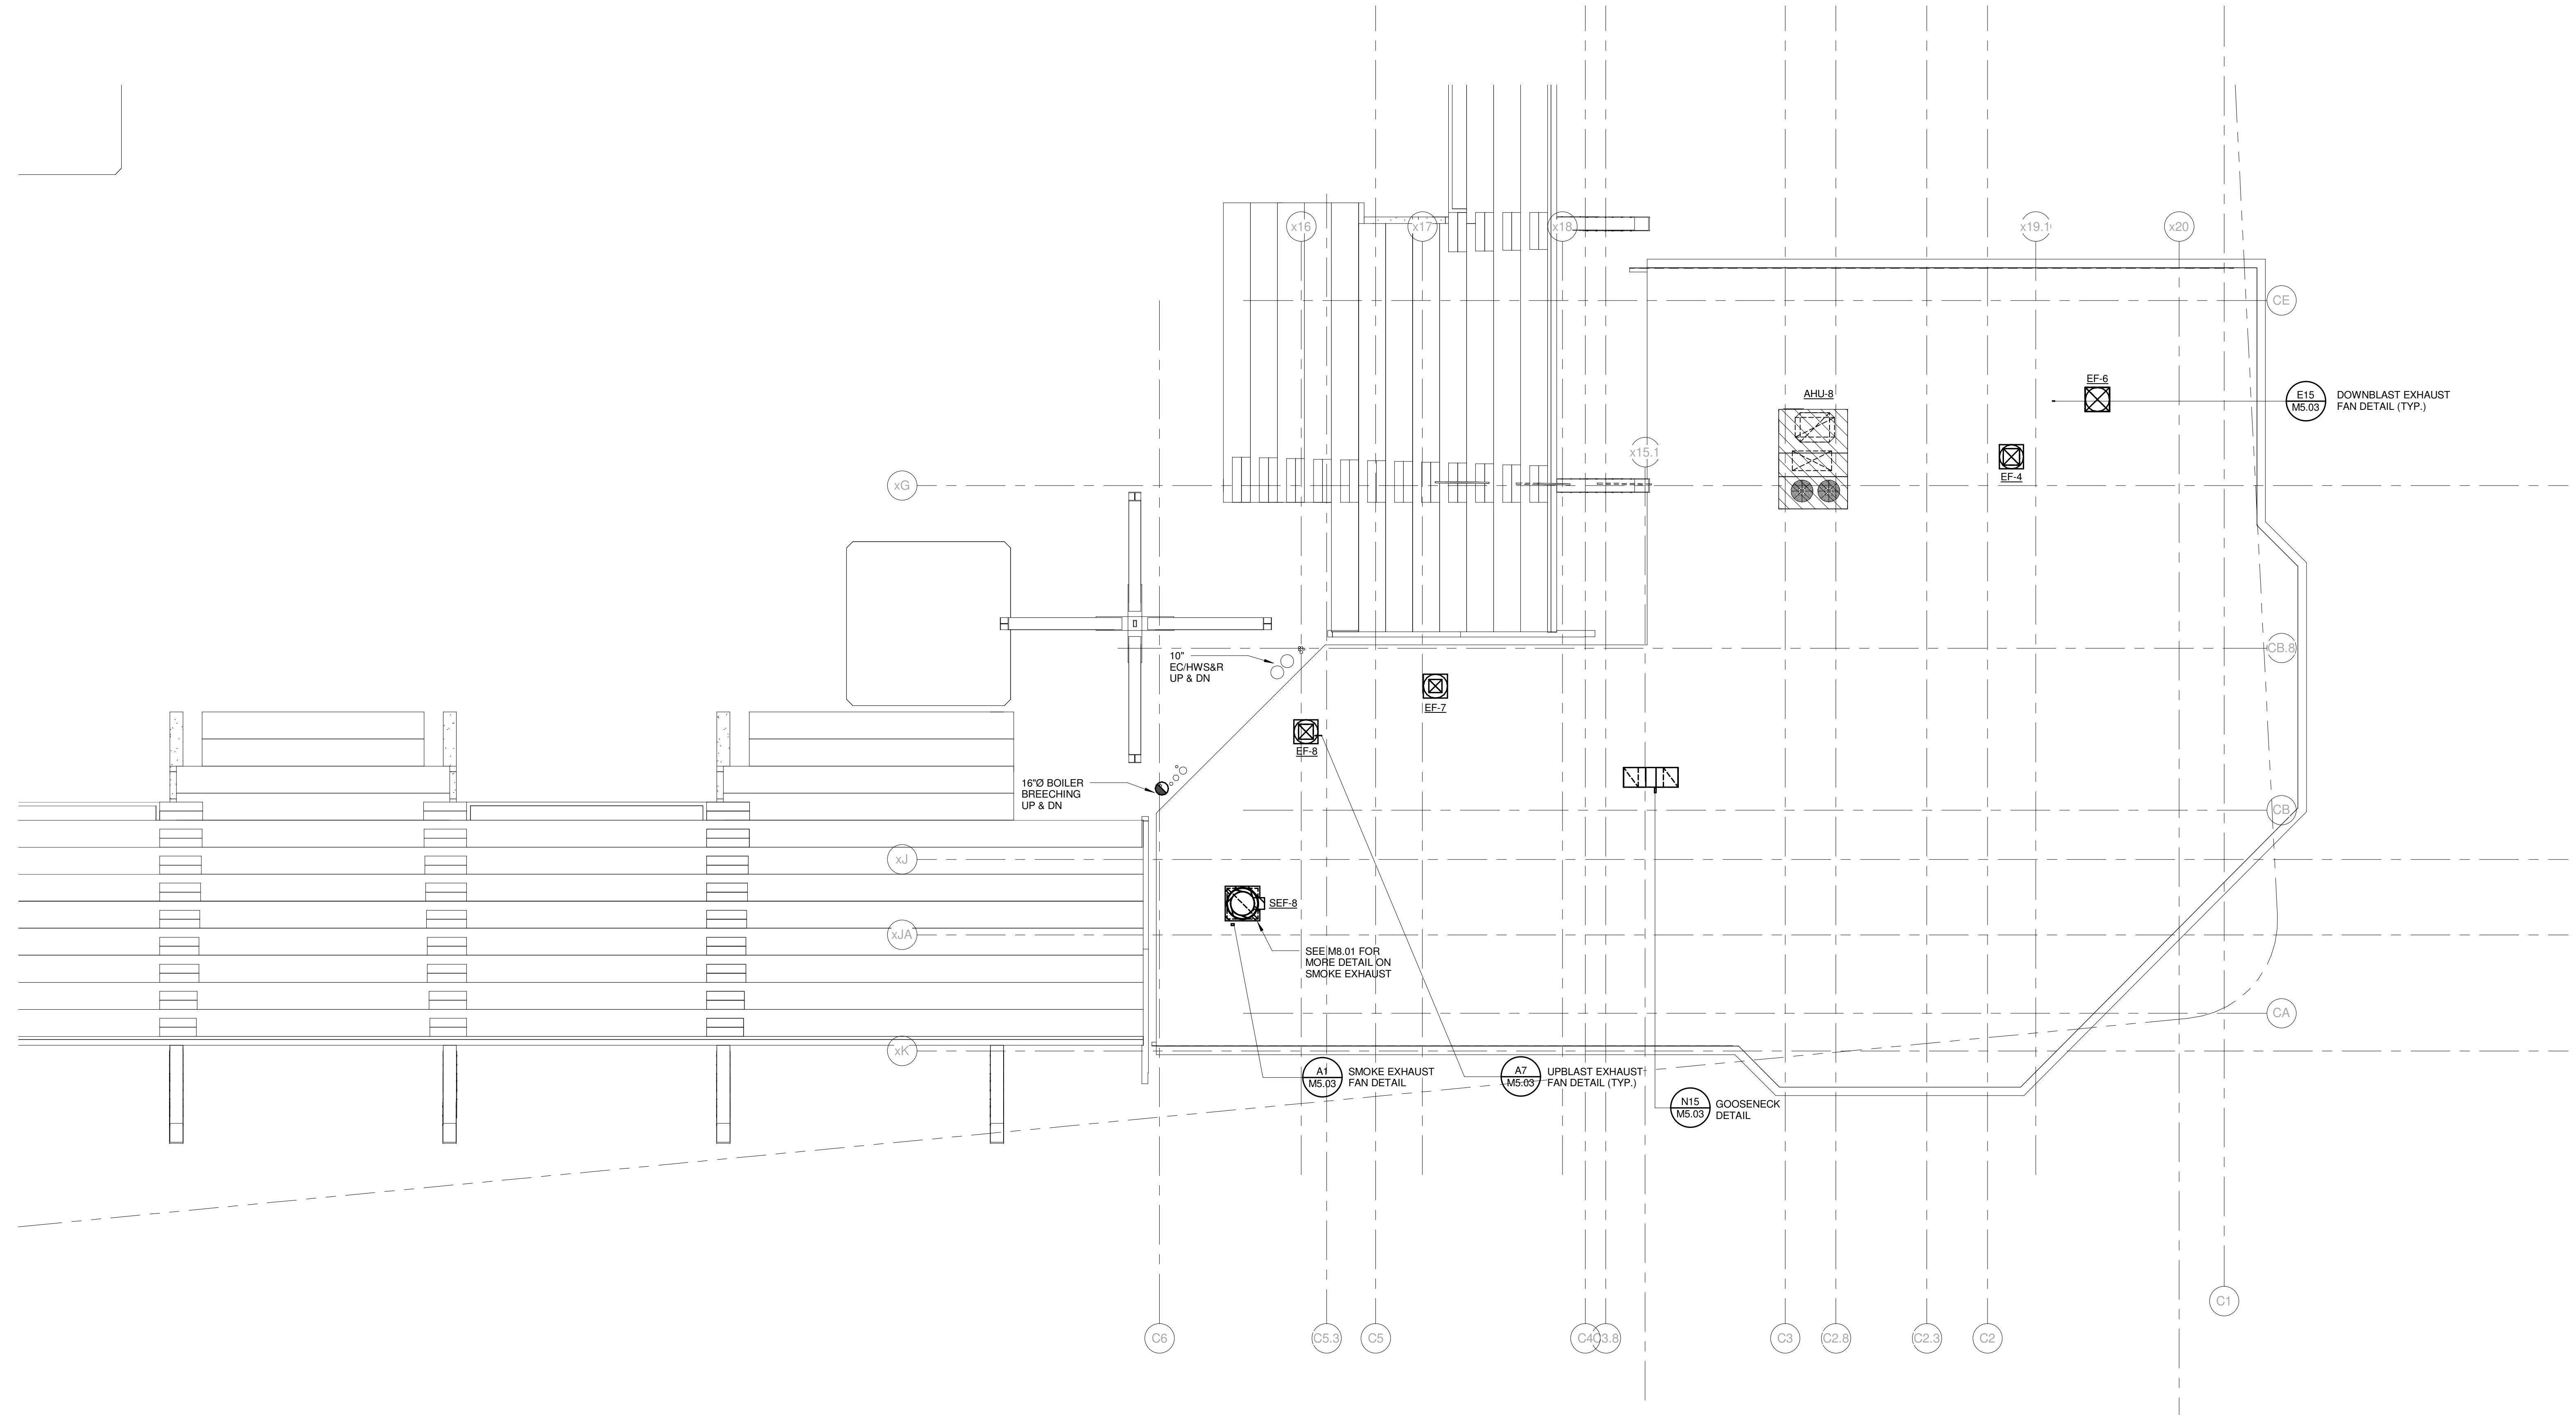 x16
x17
x18
x19.1
x20
CE
EF-6
AHU-8
E15
M5.03
DOWNBLAST EXHAUST
FAN DETAIL (TYP.)
x15.1
EF-4
xG
CB.8
10"
EC/HWS&R
UP & DN
EF-7
EF-8
16"Ø BOILER
BREECHING
UP & DN
CB
xJ
SEF-8
xJA
SEE M8.01 FOR
MORE DETAIL ON
SMOKE EXHAUST
CA
xK
A1
M5.03
SMOKE EXHAUST
FAN DETAIL
A7
M5.03
UPBLAST EXHAUST
FAN DETAIL (TYP.)
N15
M5.03
GOOSENECK
DETAIL
C1
C6
C5.3
C5
C4
C3.8
C3
C2.8
C2.3
C2